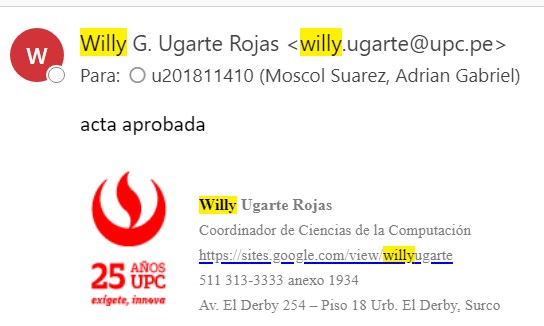 W
Willy G. Ugarte Rojas <willy.ugarte@upc.pe>
Para: u201811410 (Moscol Suarez, Adrian Gabriel)
acta aprobada
25 AÑOS UPC
exígete, innova
Willy Ugarte Rojas
Coordinador de Ciencias de la Computación
https://sites.google.com/view/willyugarte
511 313-3333 anexo 1934
Av. El Derby 254 – Piso 18 Urb. El Derby, Surco